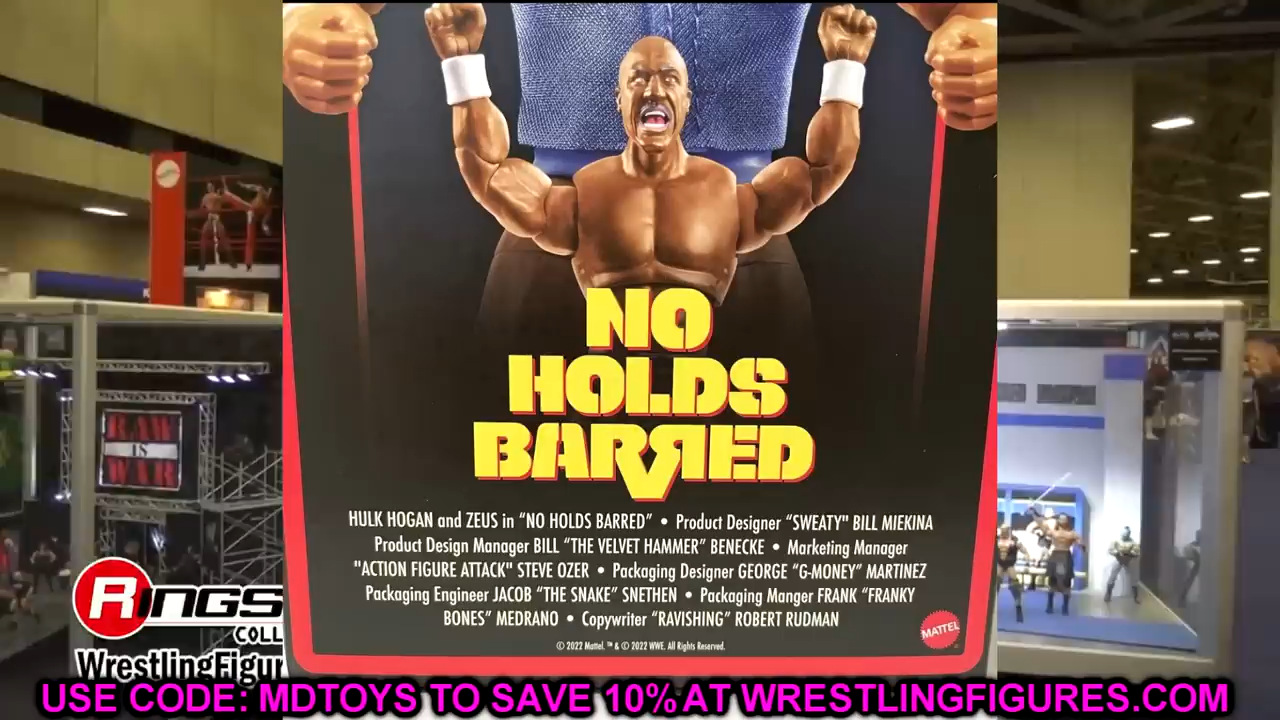 NO
HOLDS
BARRED
HULK HOGAN and ZEUS in “NO HOLDS BARRED” • Product Designer “SWEATY" BILL MIEKINA
Product Design Manager BILL “THE VELVET HAMMER” BENECKE • Marketing Manager
"ACTION FIGURE ATTACK" STEVE OZER • Packaging Designer GEORGE “G-MONEY” MARTINEZ
Packaging Engineer JACOB “THE SNAKE” SNETHEN • Packaging Manger FRANK “FRANKY
BONES” MEDRANO • Copywriter “RAVISHING” ROBERT RUDMAN
MATTEL
© 2022 Mattel. ™ & © 2022 WWE. All Rights Reserved.
RAW
IS
WAR
RINGS
COLL
WrestlingFigur
USE CODE: MDTOYS TO SAVE 10% AT WRESTLINGFIGURES.COM